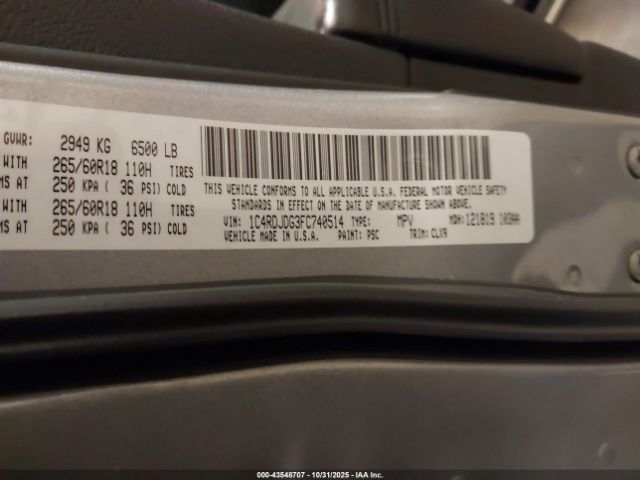 GVWR: 2949 KG 6500 LB
WITH 265/60R18 110H TIRES
MS AT 250 KPA ( 36 PSI) COLD
WITH 265/60R18 110H TIRES
MS AT 250 KPA ( 36 PSI) COLD
THIS VEHICLE CONFORMS TO ALL APPLICABLE U.S.A. FEDERAL MOTOR VEHICLE SAFETY
STANDARDS IN EFFECT ON THE DATE OF MANUFACTURE SHOWN ABOVE.
VIN: 1C4RDJDG3FC740514 TYPE: MPV MDH: 121819 103AA
VEHICLE MADE IN U.S.A. PAINT: PSC TRIM: CLX9
000-43548707 - 10/31/2025 - IAA Inc.